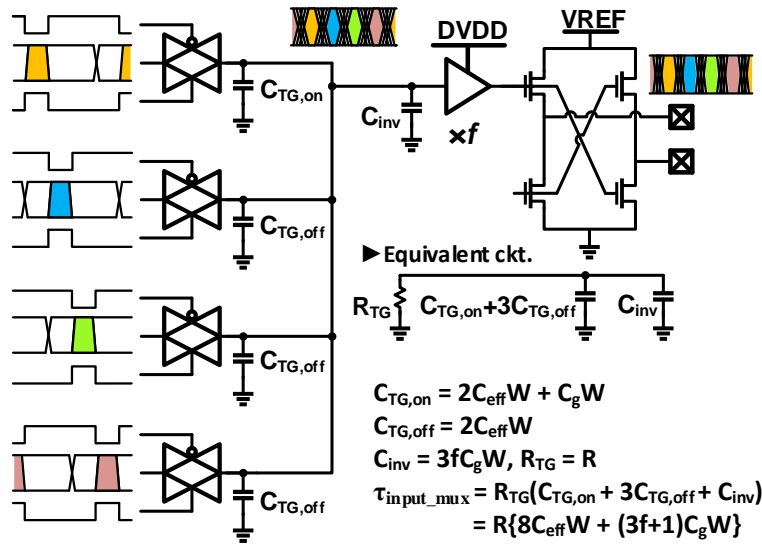 DVDD
VREF
C_TG,on
C_inv
×f
C_TG,off
►Equivalent ckt.
R_TG
C_TG,on+3C_TG,off
C_inv
C_TG,off
C_TG,on = 2C_effW + C_gW
C_TG,off = 2C_effW
C_inv = 3fC_gW, R_TG = R
τ_input_mux = R_TG(C_TG,on + 3C_TG,off + C_inv)
= R{8C_effW + (3f+1)C_gW}
C_TG,off